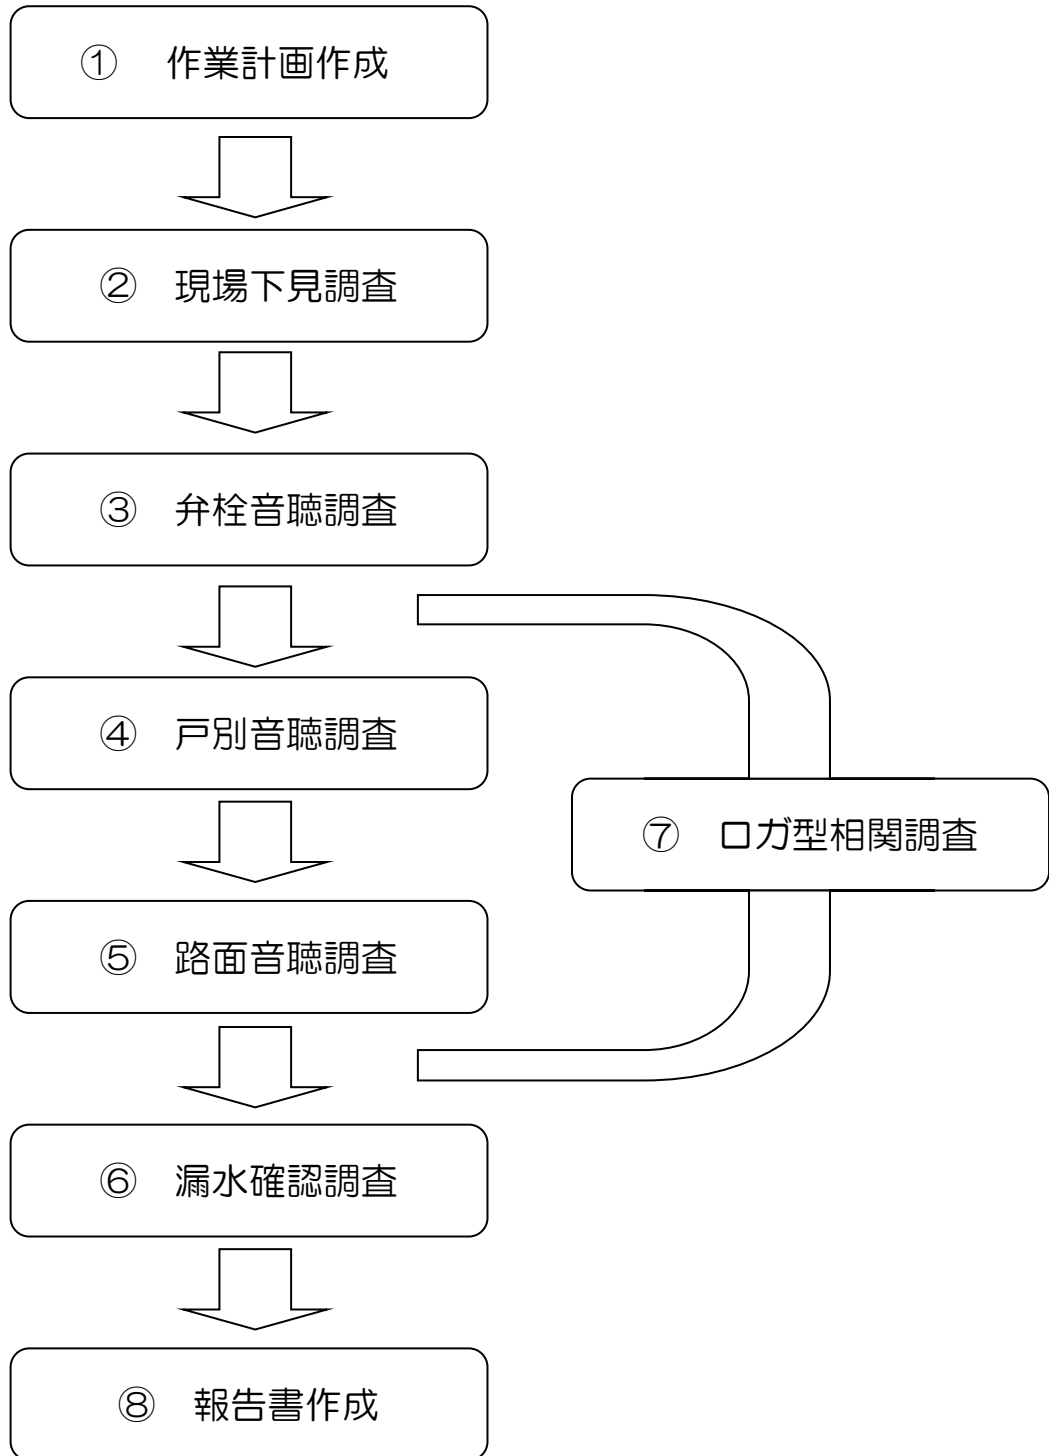 ① 作業計画作成
② 現場下見調査
③ 弁栓音聴調査
④ 戸別音聴調査
⑤ 路面音聴調査
⑦ ロガ型相関調査
⑥ 漏水確認調査
⑧ 報告書作成